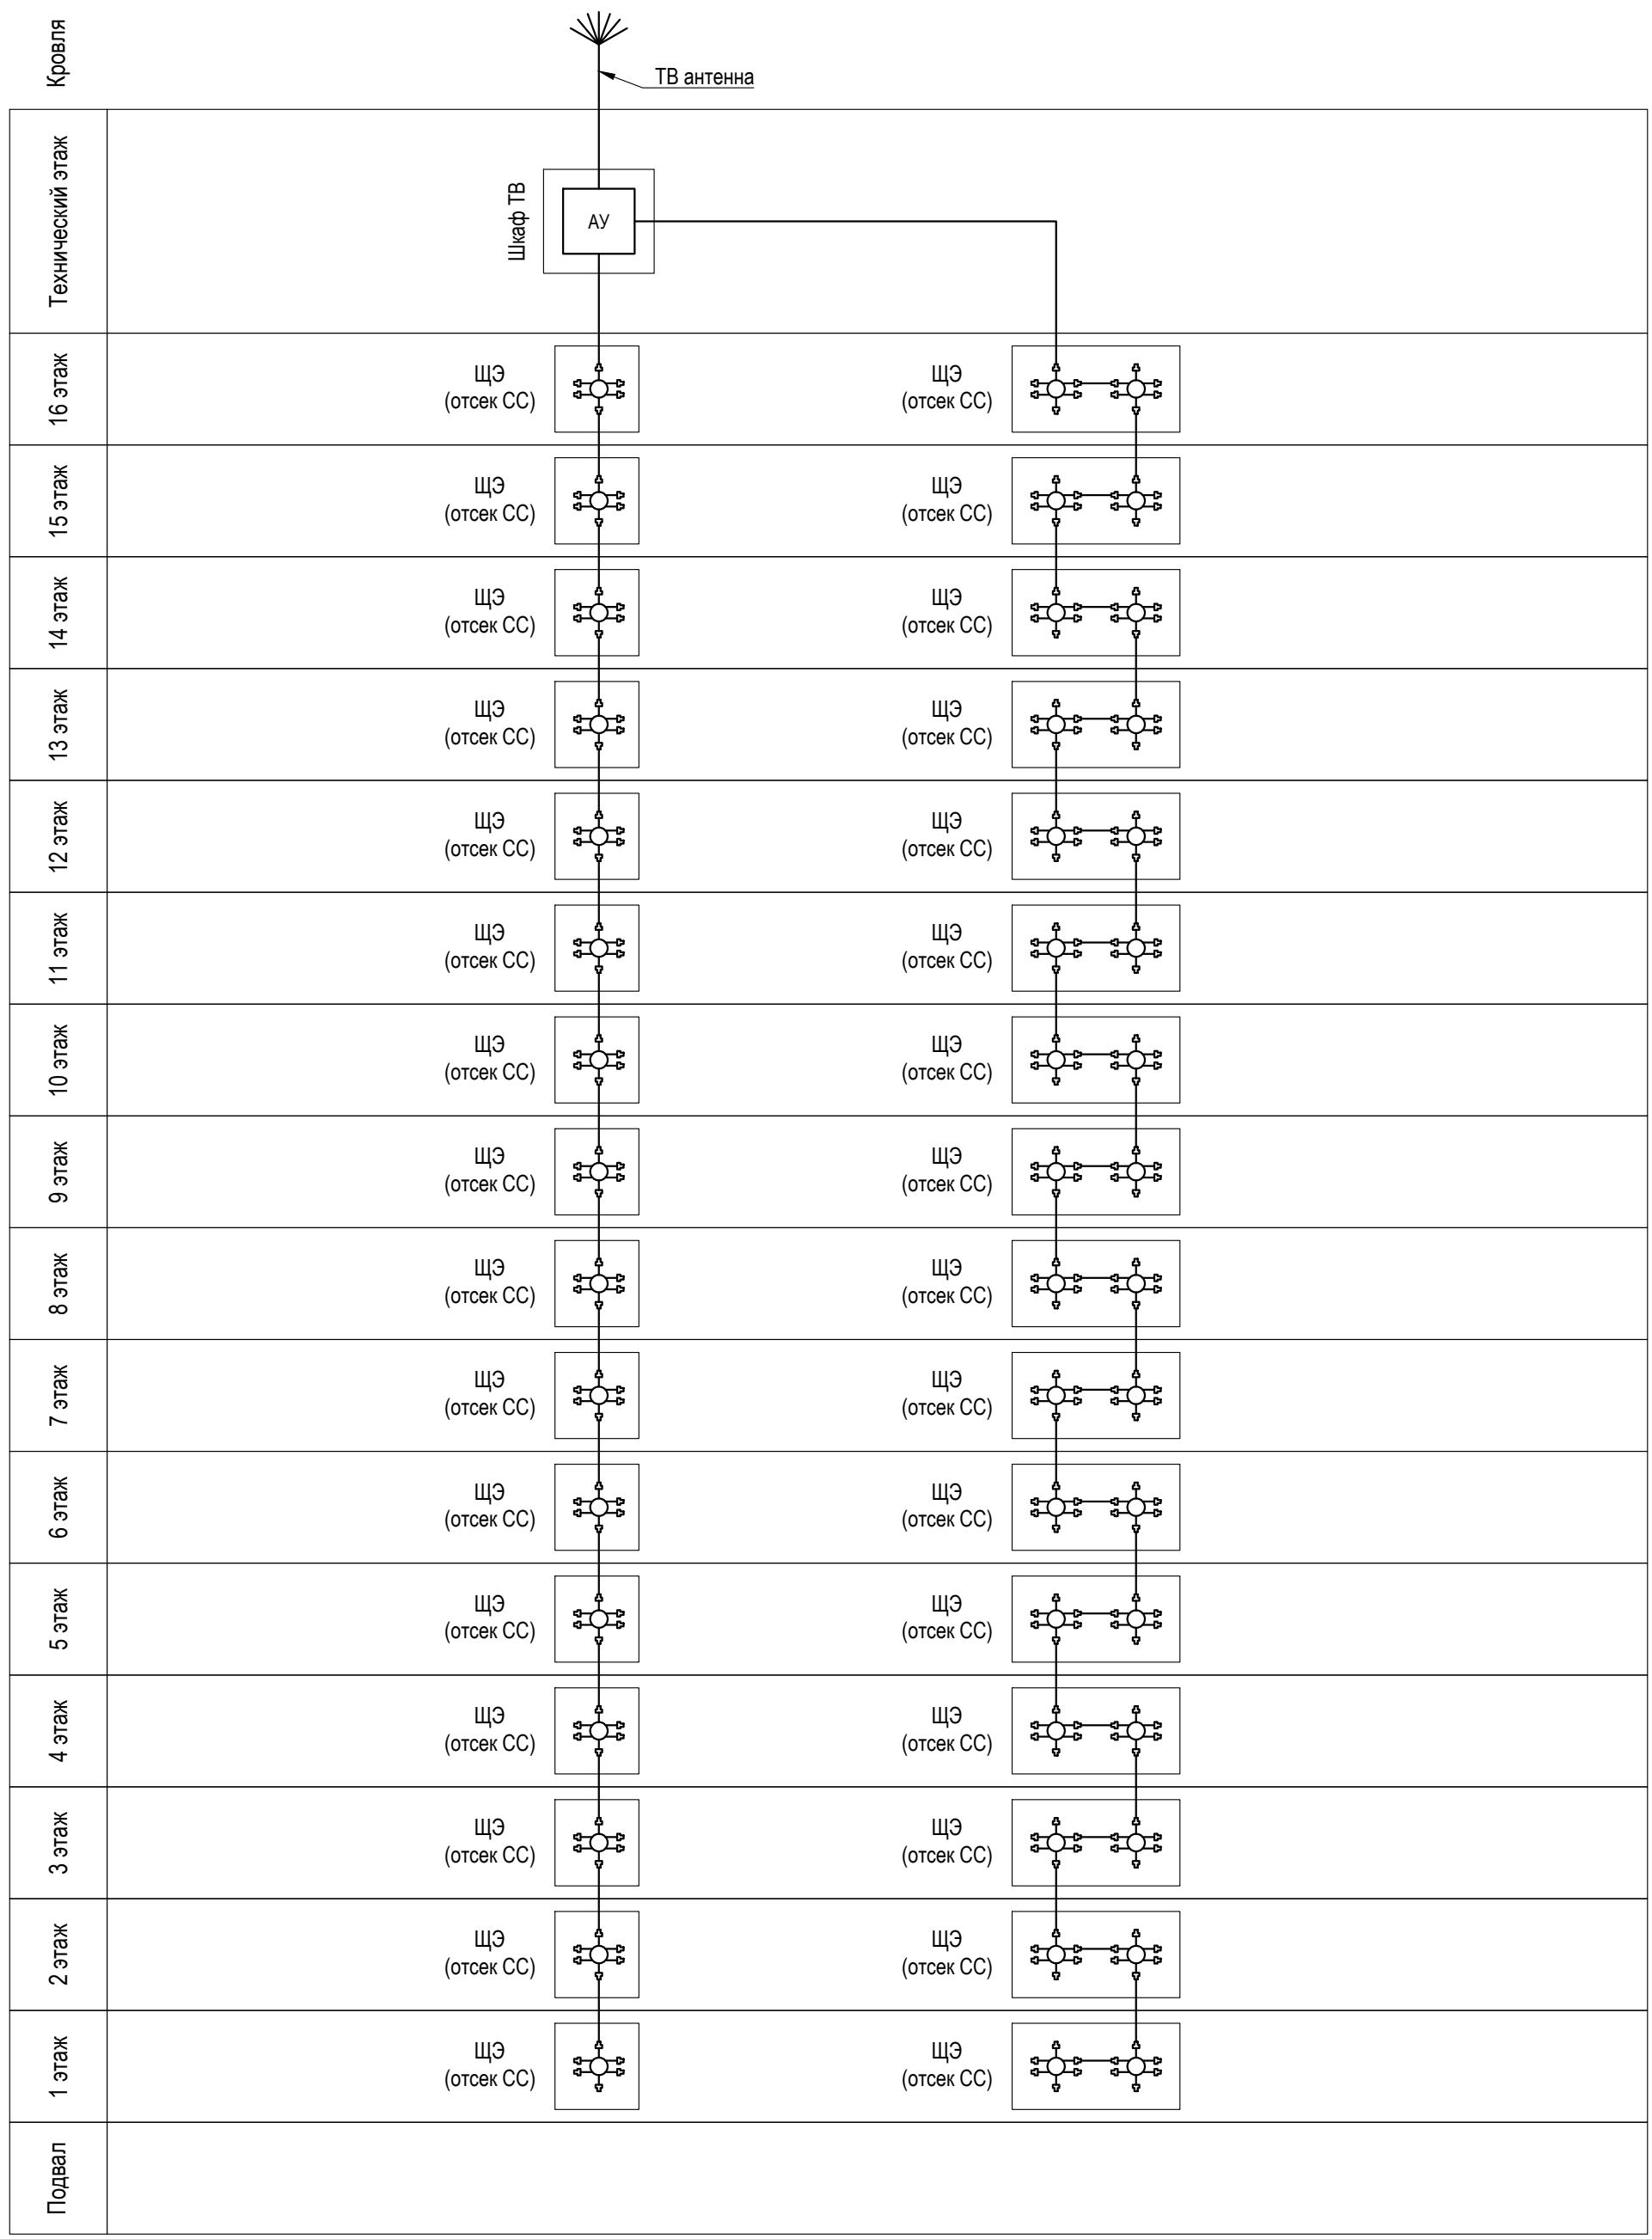 Кровля
ТВ антенна
Технический этаж
Шкаф ТВ
АУ
16 этаж
ЩЭ
(отсек СС)
ЩЭ
(отсек СС)
15 этаж
ЩЭ
(отсек СС)
ЩЭ
(отсек СС)
14 этаж
ЩЭ
(отсек СС)
ЩЭ
(отсек СС)
13 этаж
ЩЭ
(отсек СС)
ЩЭ
(отсек СС)
12 этаж
ЩЭ
(отсек СС)
ЩЭ
(отсек СС)
11 этаж
ЩЭ
(отсек СС)
ЩЭ
(отсек СС)
10 этаж
ЩЭ
(отсек СС)
ЩЭ
(отсек СС)
9 этаж
ЩЭ
(отсек СС)
ЩЭ
(отсек СС)
8 этаж
ЩЭ
(отсек СС)
ЩЭ
(отсек СС)
7 этаж
ЩЭ
(отсек СС)
ЩЭ
(отсек СС)
6 этаж
ЩЭ
(отсек СС)
ЩЭ
(отсек СС)
5 этаж
ЩЭ
(отсек СС)
ЩЭ
(отсек СС)
4 этаж
ЩЭ
(отсек СС)
ЩЭ
(отсек СС)
3 этаж
ЩЭ
(отсек СС)
ЩЭ
(отсек СС)
2 этаж
ЩЭ
(отсек СС)
ЩЭ
(отсек СС)
1 этаж
ЩЭ
(отсек СС)
ЩЭ
(отсек СС)
Подвал